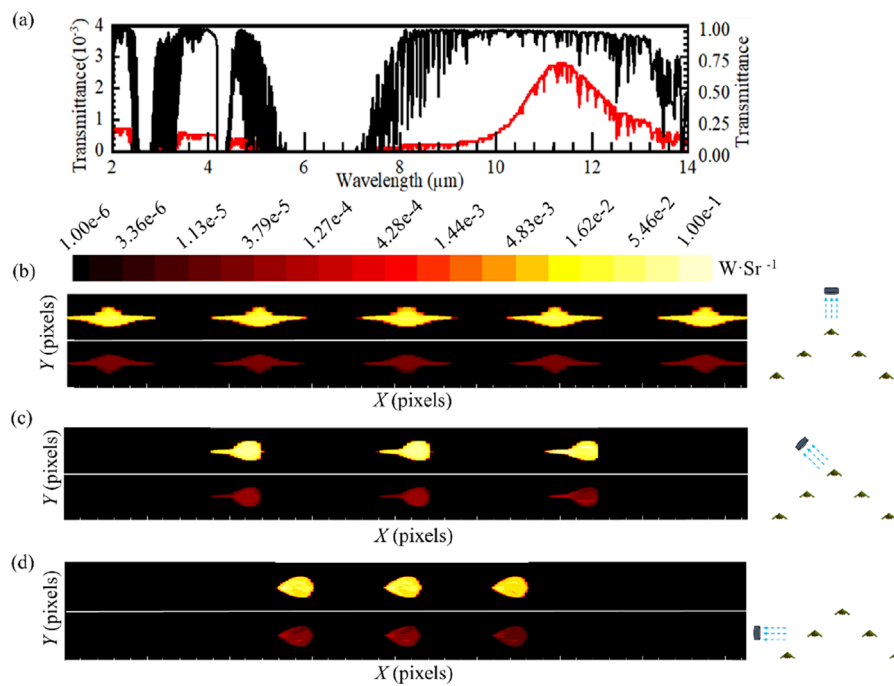 (a)
4
3
2
1
0
Transmittance(10⁻³)
1.00
0.75
0.50
0.25
0.00
Transmittance
2 4 6 8 10 12 14
Wavelength (μm)
1.00e-6 3.36e-6 1.13e-5 3.79e-5 1.27e-4 4.28e-4 1.44e-3 4.83e-3 1.62e-2 5.46e-2 1.00e-1
W·Sr⁻¹
(b)
Y (pixels)
X (pixels)
(c)
Y (pixels)
X (pixels)
(d)
Y (pixels)
X (pixels)